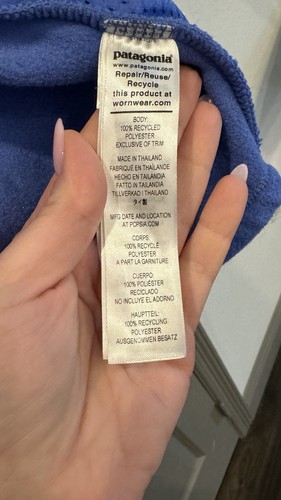 patagonia
www.patagonia.com
Repair/Reuse/
Recycle
this product at
wornwear.com
BODY:
100% RECYCLED
POLYESTER
EXCLUSIVE OF TRIM
MADE IN THAILAND
FABRIQUÉ EN THAÏLANDE
HECHO EN TAILANDIA
FATTO IN TAILANDIA
TILLVERKAD I THAILAND
タイ製
MFG DATE AND LOCATION
AT POPSIA.COM
CORPS:
100% RECYCLÉ
POLYESTER
À PART LA GARNITURE
CUERPO:
100% POLIÉSTER
RECICLADO
NO INCLUYE EL ADORNO
HAUPTTEIL:
100% RECYCLING
POLYESTER
AUSGENOMMEN BESATZ